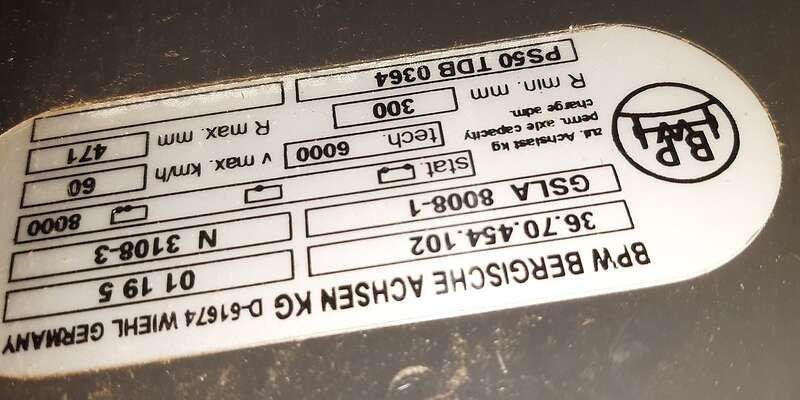 BPW BERGISCHE ACHSEN KG D-61674 WIEHL GERMANY
36.70.454.102 01 19 5
GSLA 8008-1 N 3108-3
BPW
stat. 8000
zul. Achslast kg
perm. axle capacity
charge adm.
tech. 6000 v max. km/h 60
R min. mm 300 R max. mm 471
PS50 TDB 0364